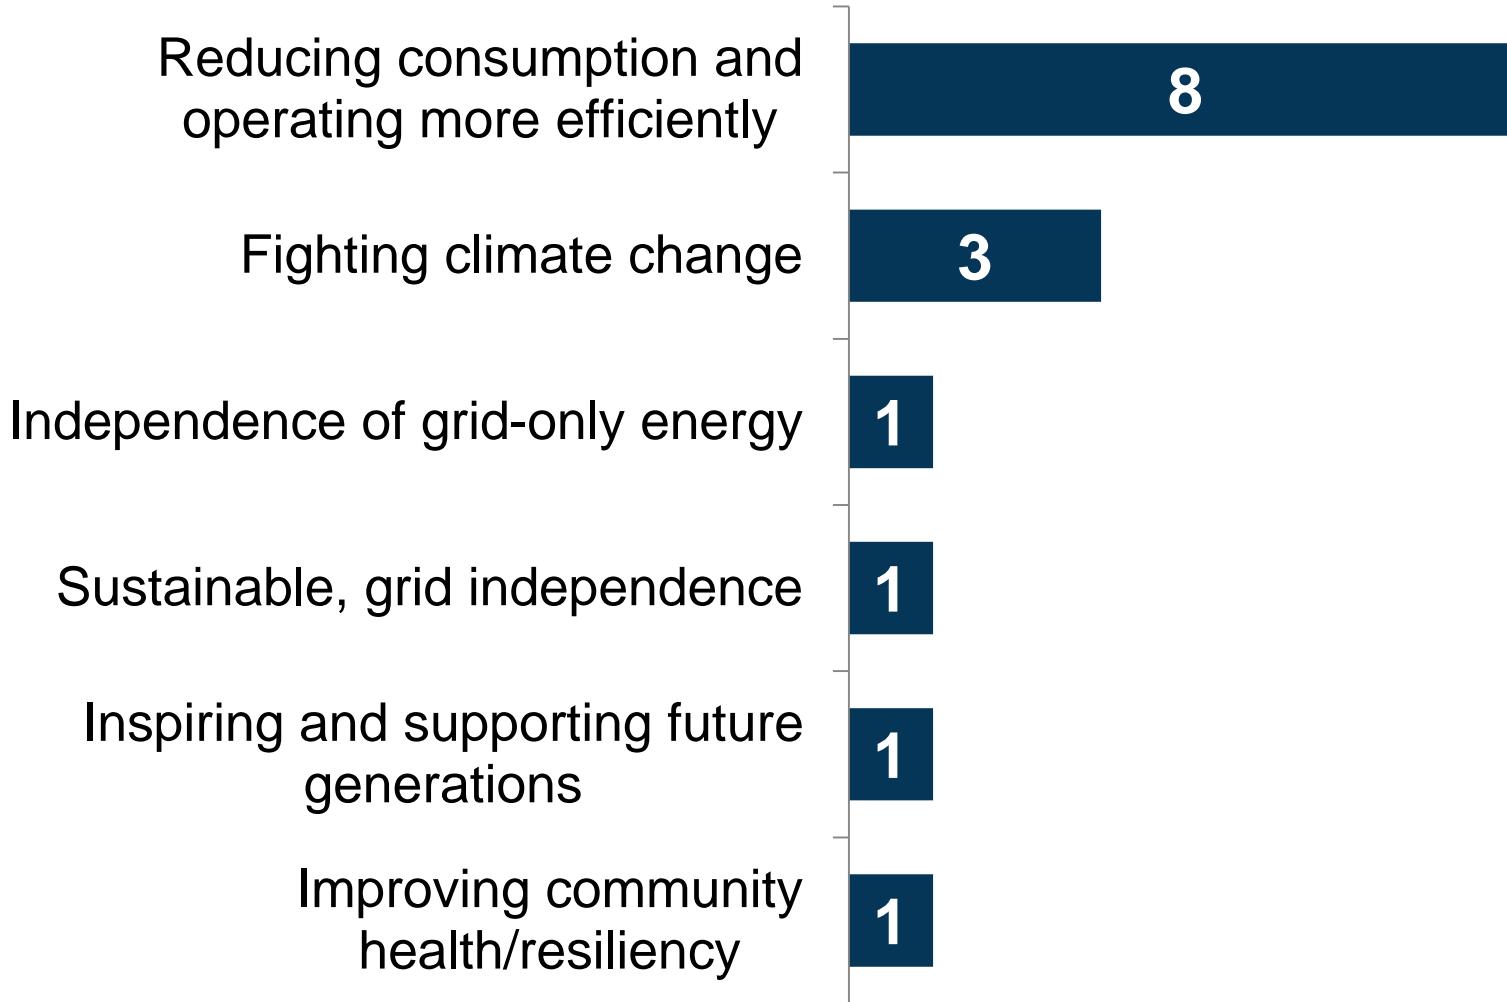 Reducing consumption and
operating more efficiently
8
Fighting climate change
3
Independence of grid-only energy
1
Sustainable, grid independence
1
Inspiring and supporting future
generations
1
Improving community
health/resiliency
1